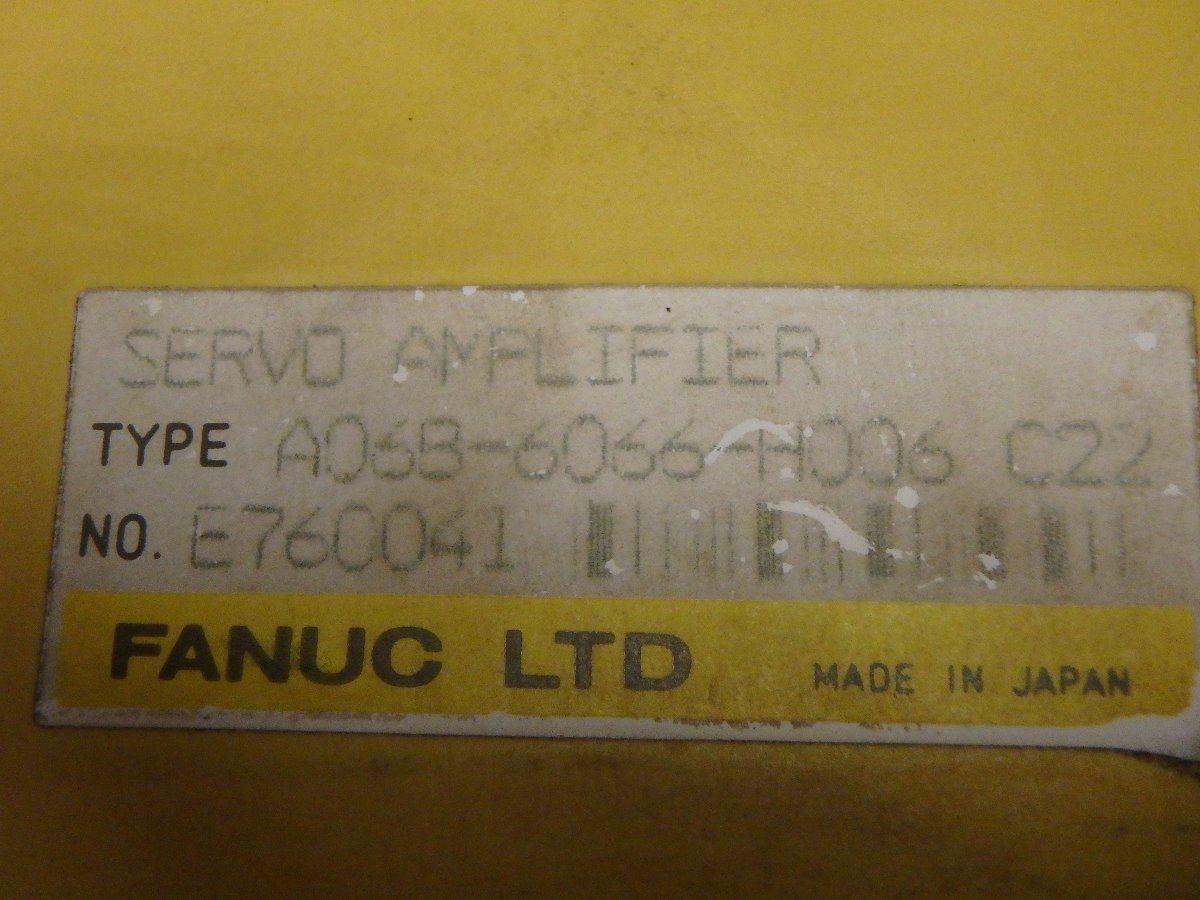 SERVO AMPLIFIER
TYPE A06B-6066-H006 C22
NO. E760041
FANUC LTD MADE IN JAPAN